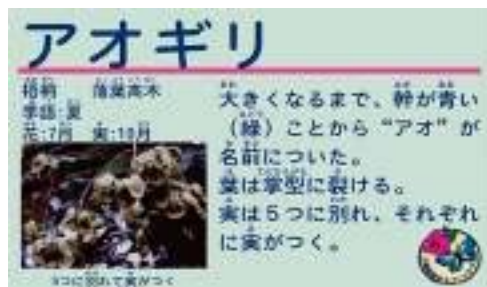 アオギリ
梧桐 落葉高木
季語:夏
花:7月 実:10月
大きくなるまで、幹が青い
(緑)ことから“アオ”が
名前についた。
葉は掌型に裂ける。
実は5つに別れ、それぞれ
に実がつく。
5つに別れて実がつく